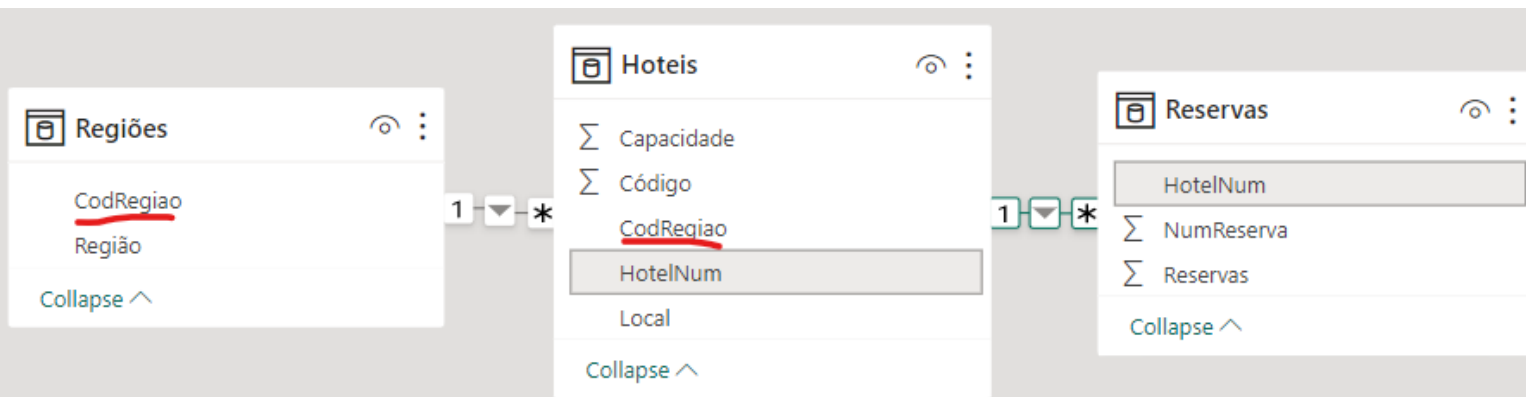 Regiões
CodRegiao
Região
Collapse
1
*
Hoteis
∑ Capacidade
∑ Código
CodRegiao
HotelNum
Local
Collapse
1
*
Reservas
HotelNum
∑ NumReserva
∑ Reservas
Collapse